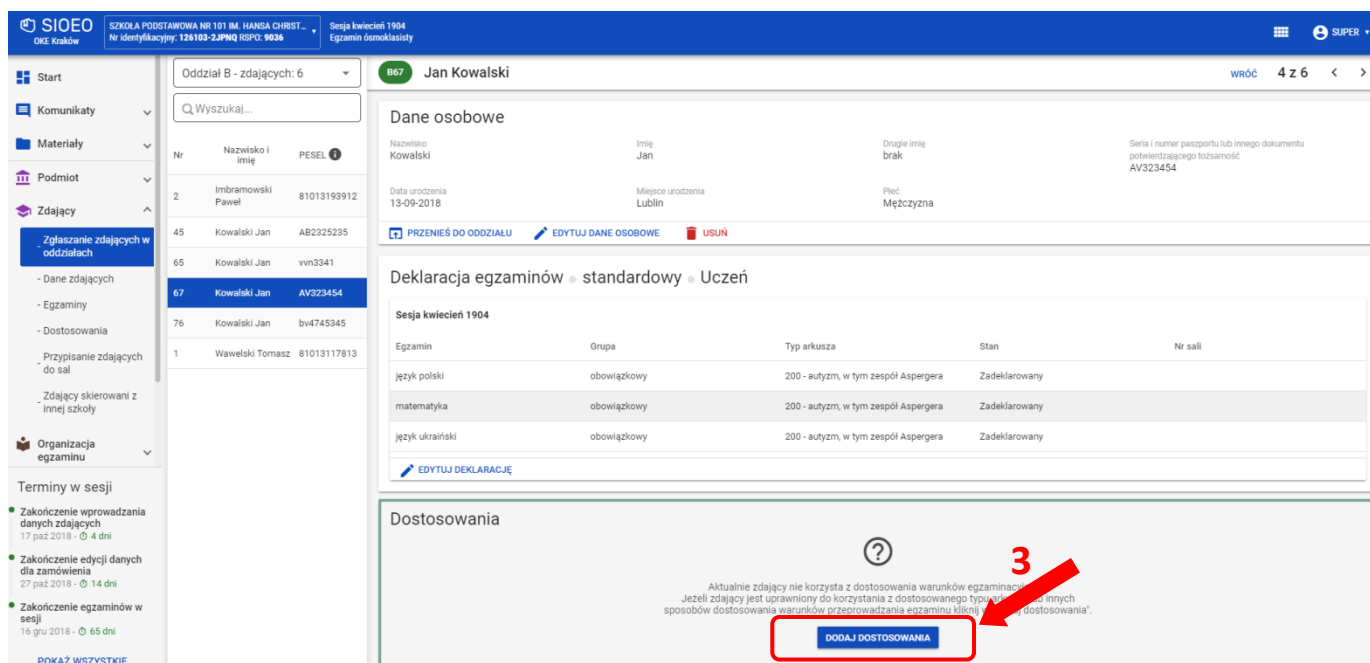 SIOEO
OKE Kraków
SZKOŁA PODSTAWOWA NR 101 IM. HANSA CHRIST...
Nr identyfikacyjny: 126103-2JPNQ RSPO: 9036
Sesja kwiecień 1904
Egzamin ósmoklasisty
SUPER
Start
Komunikaty
Materiały
Podmiot
Zdający
- Zgłaszanie zdających w
oddziałach
- Dane zdających
- Egzaminy
- Dostosowania
- Przypisanie zdających
do sal
- Zdający skierowani z
innej szkoły
Organizacja
egzaminu
Terminy w sesji
Zakończenie wprowadzania
danych zdających
17 paź 2018 - 4 dni
Zakończenie edycji danych
dla zamówienia
27 paź 2018 - 14 dni
Zakończenie egzaminów w
sesji
16 gru 2018 - 65 dni
POKAŻ WSZYSTKIE
Oddział B - zdających: 6
Wyszukaj...
Nr Nazwisko i imię PESEL
2 Imbramowski Paweł 81013193912
45 Kowalski Jan AB2325235
65 Kowalski Jan vvn3341
67 Kowalski Jan AV323454
76 Kowalski Jan bv4745345
1 Wawelski Tomasz 81013117813
B67 Jan Kowalski WRÓĆ 4 z 6
Dane osobowe
Nazwisko Imię Drugie imię Seria i numer paszportu lub innego dokumentu
potwierdzającego tożsamość
Kowalski Jan brak AV323454
Data urodzenia Miejsce urodzenia Płeć
13-09-2018 Lublin Mężczyzna
PRZENIEŚ DO ODDZIAŁU EDYTUJ DANE OSOBOWE USUŃ
Deklaracja egzaminów standardowy Uczeń
Sesja kwiecień 1904
Egzamin Grupa Typ arkusza Stan Nr sali
język polski obowiązkowy 200 - autyzm, w tym zespół Aspergera Zadeklarowany
matematyka obowiązkowy 200 - autyzm, w tym zespół Aspergera Zadeklarowany
język ukraiński obowiązkowy 200 - autyzm, w tym zespół Aspergera Zadeklarowany
EDYTUJ DEKLARACJĘ
Dostosowania
3
Aktualnie zdający nie korzysta z dostosowania warunków
Jeżeli zdający jest uprawniony do korzystania z dostosowanego typu innych
sposobów dostosowania warunków przeprowadzania egzaminu kliknij dostosowania".
DODAJ DOSTOSOWANIA